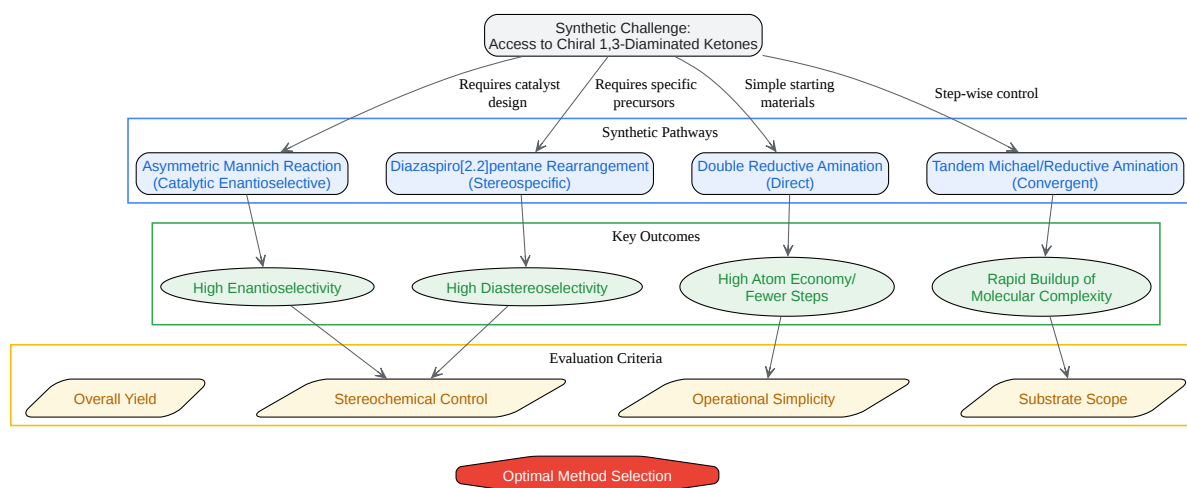 Synthetic Challenge:
Access to Chiral 1,3-Diaminated Ketones
Requires catalyst
design
Requires specific
precursors
Simple starting
materials
Step-wise control
Synthetic Pathways
Asymmetric Mannich Reaction
(Catalytic Enantioselective)
Diazaspiro[2.2]pentane Rearrangement
(Stereospecific)
Double Reductive Amination
(Direct)
Tandem Michael/Reductive Amination
(Convergent)
Key Outcomes
High Enantioselectivity
High Diastereoselectivity
High Atom Economy/
Fewer Steps
Rapid Buildup of
Molecular Complexity
Evaluation Criteria
Overall Yield
Stereochemical Control
Operational Simplicity
Substrate Scope
Optimal Method Selection